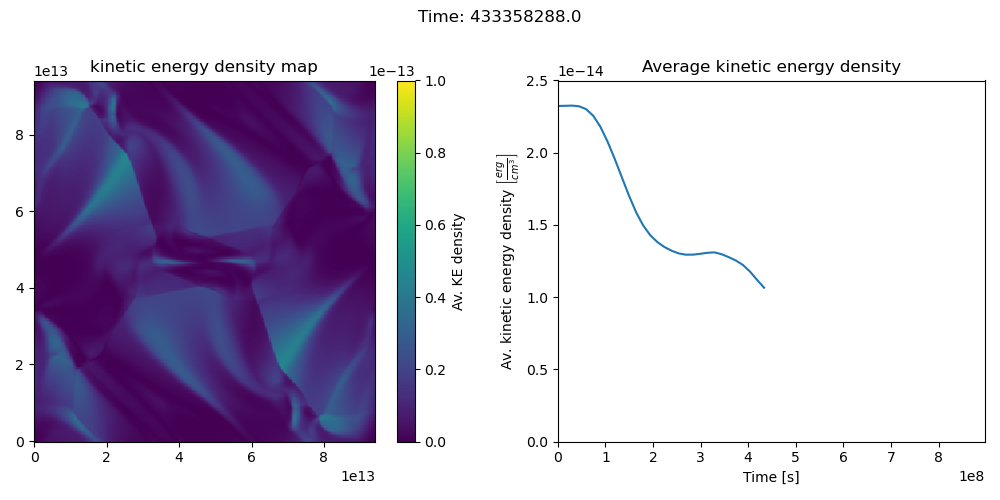 Time: 433358288.0
kinetic energy density map
1e13
1e−13
8
6
4
2
0
0
2
4
6
8
1e13
1.0
0.8
0.6
0.4
0.2
0.0
Av. KE density
Average kinetic energy density
1e−14
2.5
2.0
1.5
1.0
0.5
0.0
Av. kinetic energy density [erg/cm³]
0
1
2
3
4
5
6
7
8
1e8
Time [s]